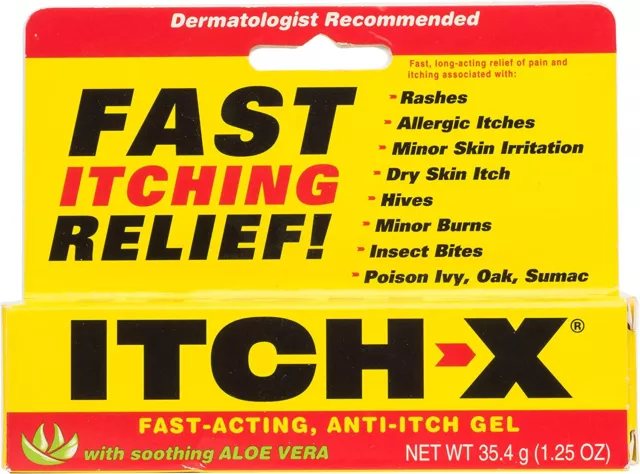 Dermatologist Recommended
Fast, long-acting relief of pain and
itching associated with:
FAST
ITCHING
RELIEF!
Rashes
Allergic Itches
Minor Skin Irritation
Dry Skin Itch
Hives
Minor Burns
Insect Bites
Poison Ivy, Oak, Sumac
ITCH-X®
FAST-ACTING, ANTI-ITCH GEL
with soothing ALOE VERA
NET WT 35.4 g (1.25 OZ)